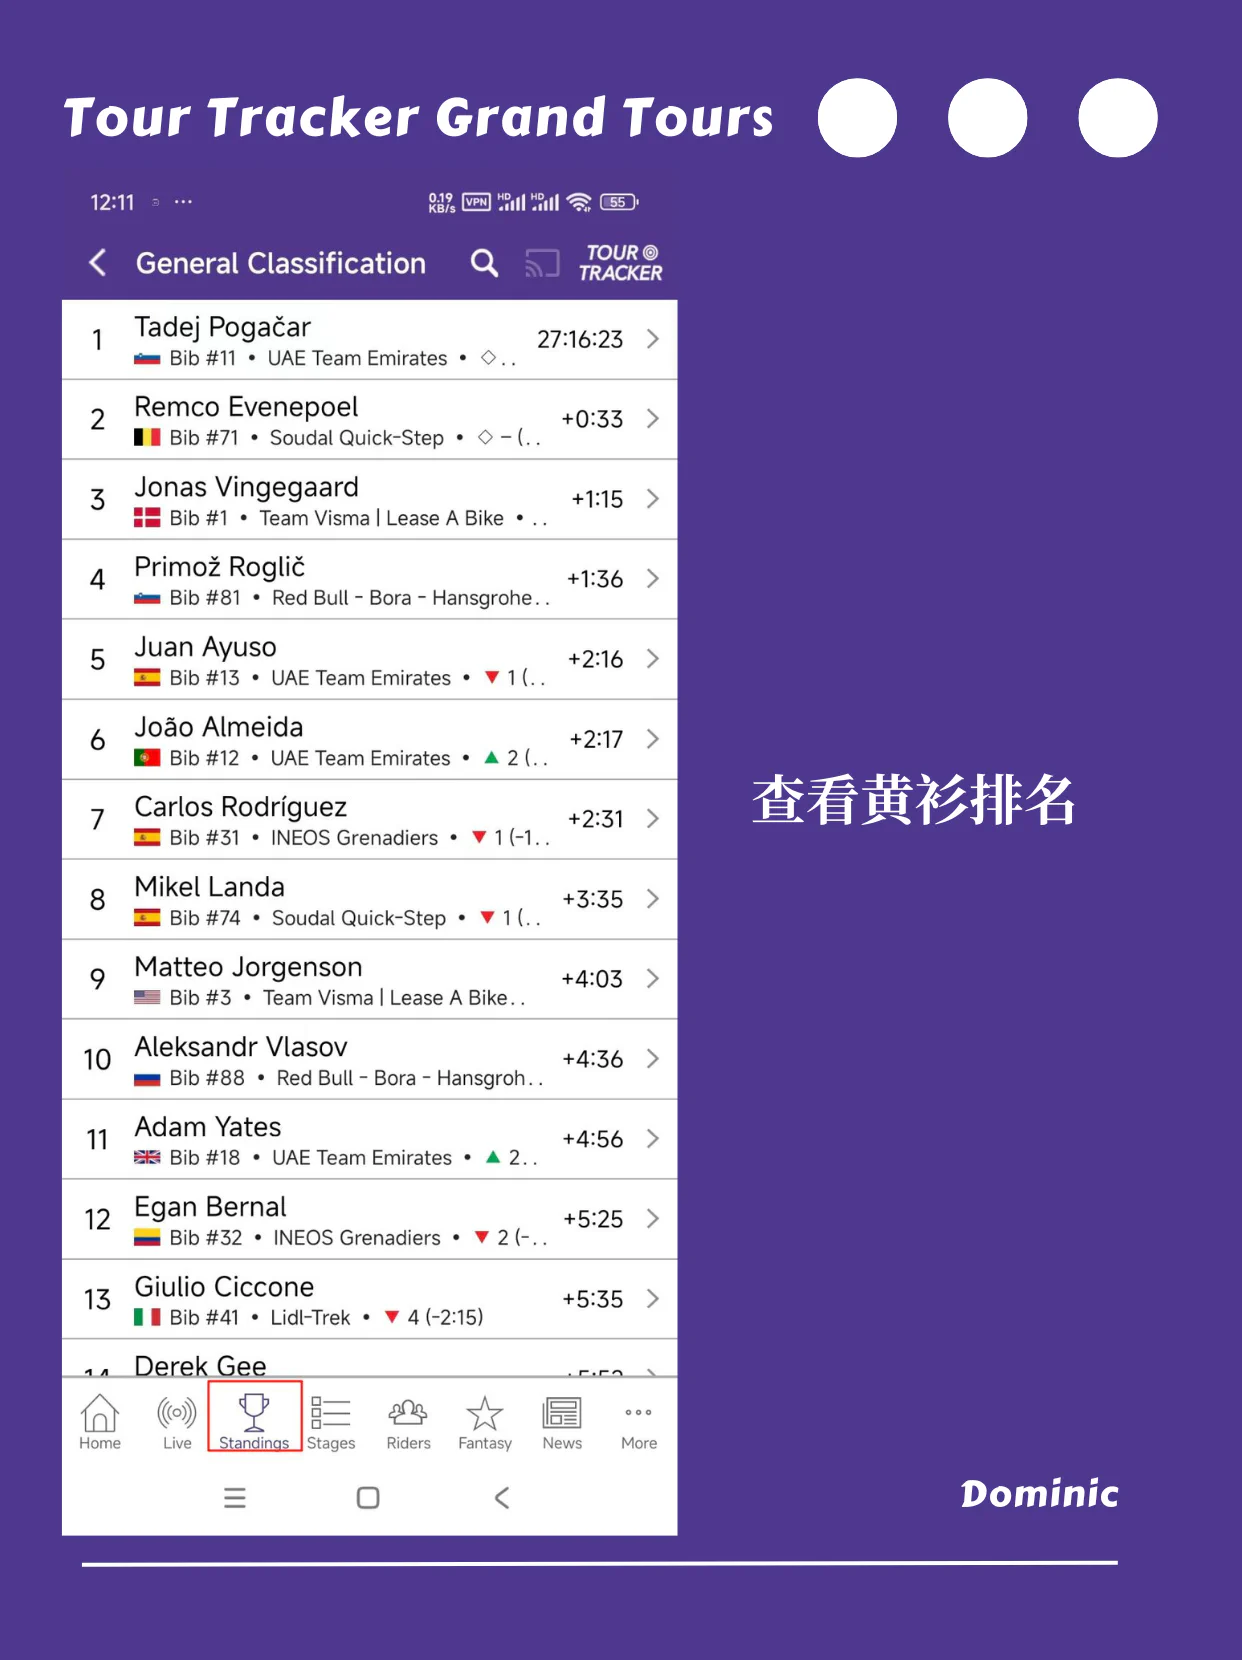 Tour Tracker Grand Tours
12:11 ··· 0.19 KB/s VPN HD HD 55
General Classification TOUR TRACKER
1 Tadej Pogačar 27:16:23
Bib #11 • UAE Team Emirates • ◇ . .
2 Remco Evenepoel +0:33
Bib #71 • Soudal Quick-Step • ◇ – (. .
3 Jonas Vingegaard +1:15
Bib #1 • Team Visma | Lease A Bike • . .
4 Primož Roglič +1:36
Bib #81 • Red Bull - Bora - Hansgrohe. .
5 Juan Ayuso +2:16
Bib #13 • UAE Team Emirates • ▼ 1 (. .
6 João Almeida +2:17
Bib #12 • UAE Team Emirates • ▲ 2 (. .
查看黄衫排名
7 Carlos Rodríguez +2:31
Bib #31 • INEOS Grenadiers • ▼ 1 (-1. .
8 Mikel Landa +3:35
Bib #74 • Soudal Quick-Step • ▼ 1 (. .
9 Matteo Jorgenson +4:03
Bib #3 • Team Visma | Lease A Bike. .
10 Aleksandr Vlasov +4:36
Bib #88 • Red Bull - Bora - Hansgroh. .
11 Adam Yates +4:56
Bib #18 • UAE Team Emirates • ▲ 2. .
12 Egan Bernal +5:25
Bib #32 • INEOS Grenadiers • ▼ 2 (-. .
13 Giulio Ciccone +5:35
Bib #41 • Lidl-Trek • ▼ 4 (-2:15)
Derek Gee
Home Live Standings Stages Riders Fantasy News More
Dominic